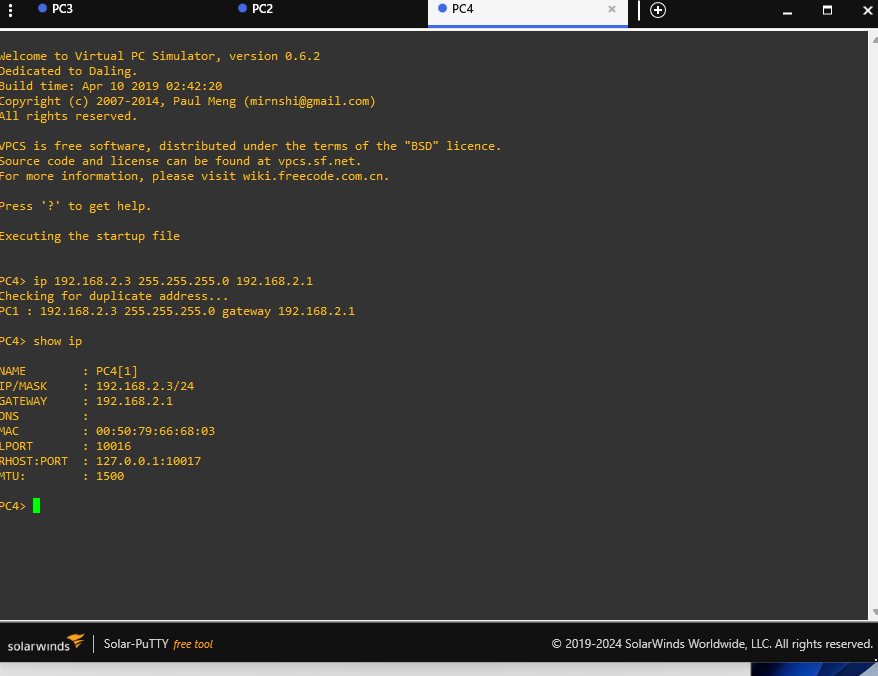 PC3 PC2 PC4
Welcome to Virtual PC Simulator, version 0.6.2
Dedicated to Daling.
Build time: Apr 10 2019 02:42:20
Copyright (c) 2007-2014, Paul Meng (mirnshi@gmail.com)
All rights reserved.
VPCS is free software, distributed under the terms of the "BSD" licence.
Source code and license can be found at vpcs.sf.net.
For more information, please visit wiki.freecode.com.cn.
Press '?' to get help.
Executing the startup file
PC4> ip 192.168.2.3 255.255.255.0 192.168.2.1
Checking for duplicate address...
PC1 : 192.168.2.3 255.255.255.0 gateway 192.168.2.1
PC4> show ip
NAME : PC4[1]
IP/MASK : 192.168.2.3/24
GATEWAY : 192.168.2.1
DNS :
MAC : 00:50:79:66:68:03
LPORT : 10016
RHOST:PORT : 127.0.0.1:10017
MTU: : 1500
PC4>
solarwinds Solar-PuTTY free tool © 2019-2024 SolarWinds Worldwide, LLC. All rights reserved.